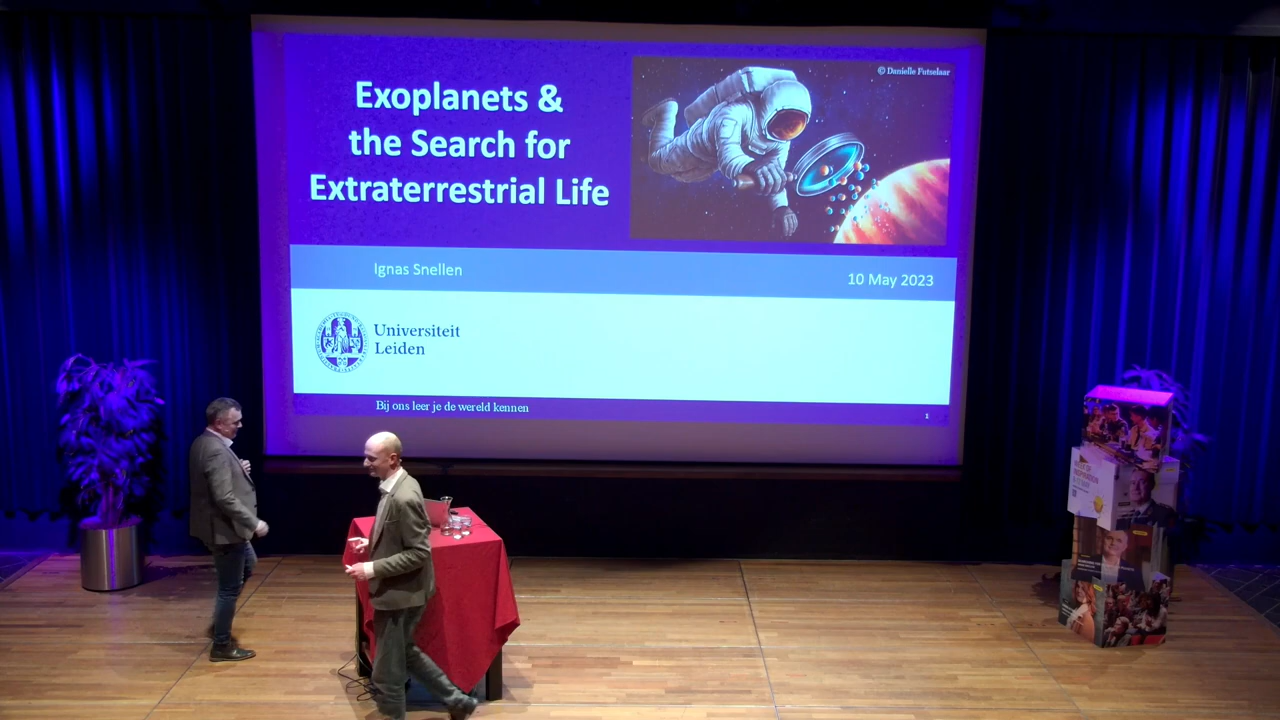 Exoplanets &
the Search for
Extraterrestrial Life
© Danielle Futselaar
Ignas Snellen
10 May 2023
Universiteit
Leiden
Bij ons leer je de wereld kennen
1